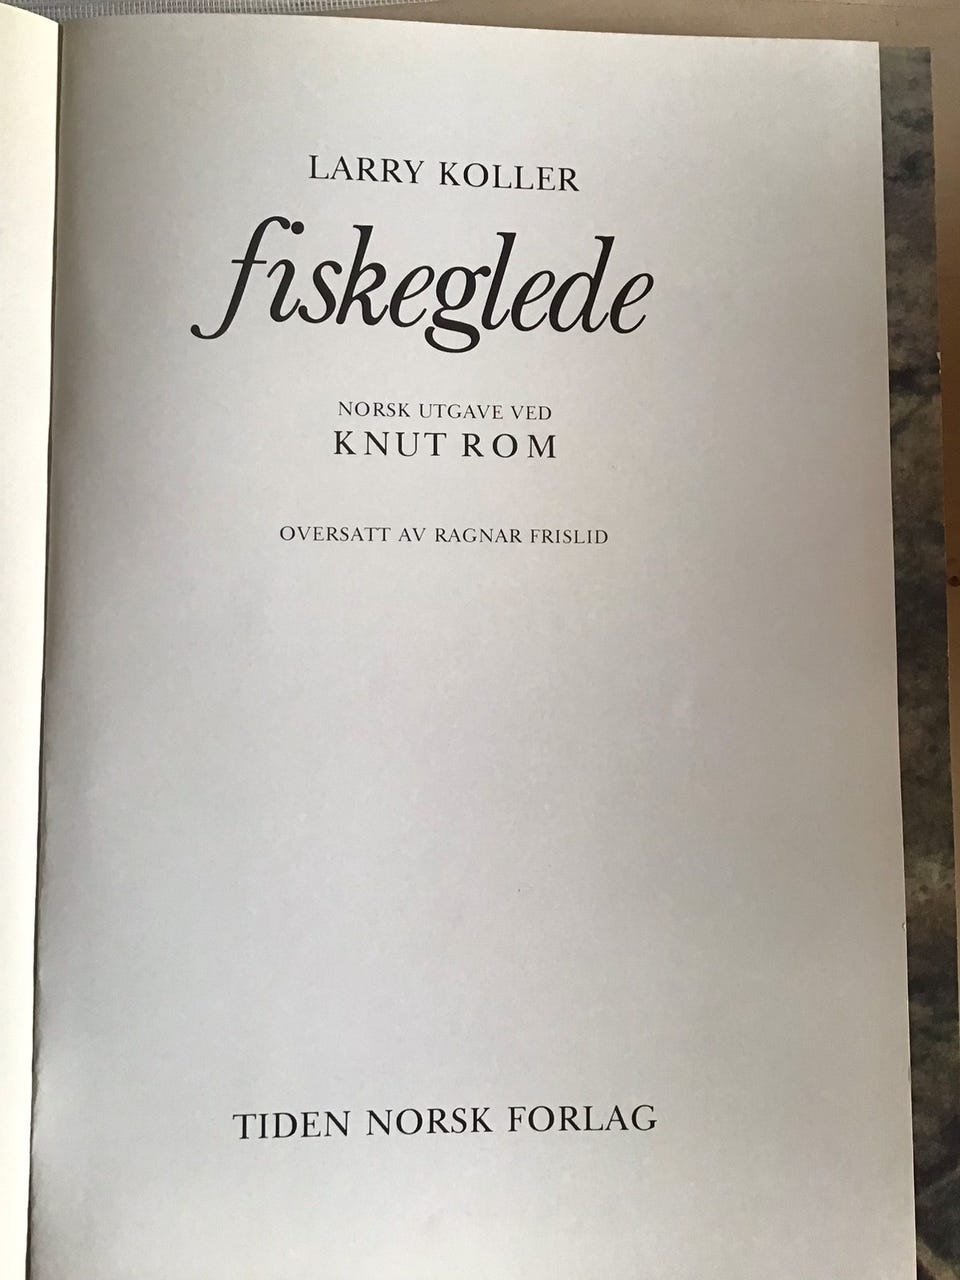 LARRY KOLLER
fiskeglede
NORSK UTGAVE VED
KNUT ROM
OVERSATT AV RAGNAR FRISLID
TIDEN NORSK FORLAG